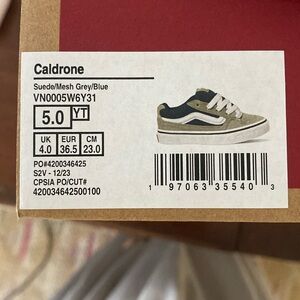 Caldrone
Suede/Mesh Grey/Blue
VN0005W6Y31
5.0 YT
UK EUR CM
4.0 36.5 23.0
PO#4200346425
S2V - 12/23
CPSIA PO/CUT#
420034642500100
1 97063 35540 3